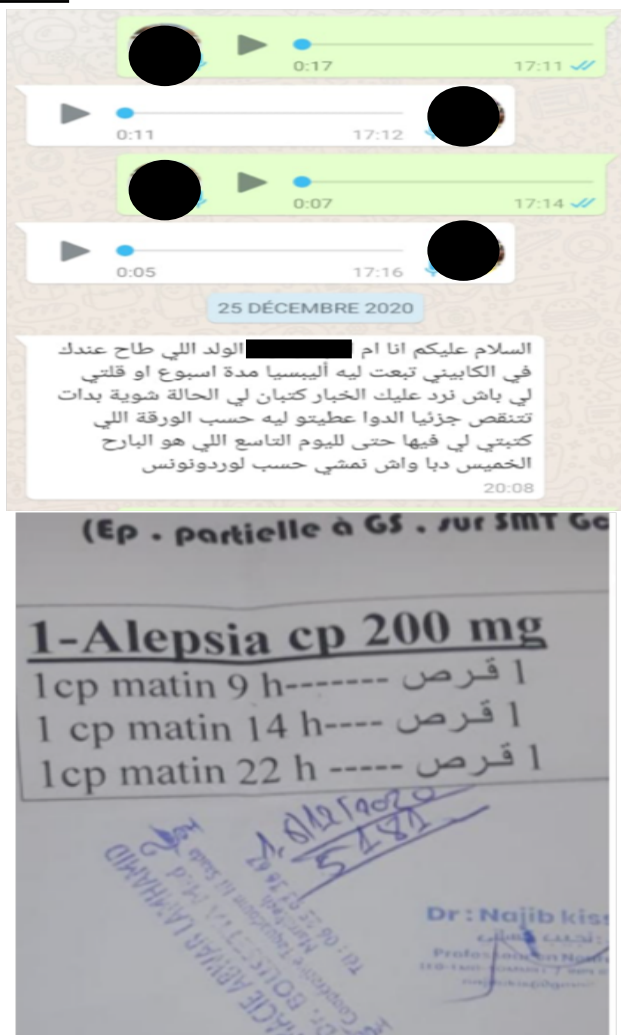 0:17 17:11
0:11 17:12
0:07 17:14
0:05 17:16
25 DÉCEMBRE 2020
السلام عليكم انا ام الولد اللي طاح عندك
في الكابيني تبعت ليه أليبسيا مدة اسبوع او قلتي
لي باش نرد عليك الخبار كتبان لي الحالة شوية بدات
تتنقص جزئيا الدوا عطيتو ليه حسب الورقة اللي
كتبتي لي فيها حتى لليوم التاسع اللي هو البارح
الخميس دبا واش نمشي حسب لوردونونس
20:08
(Ep . partielle à GS . sur SMT Gc
1-Alepsia cp 200 mg
1cp matin 9 h------- 1 قرص
1 cp matin 14 h---- 1 قرص
1cp matin 22 h ----- 1 قرص
5181
LAMHAMID
Dr : Najib kiss